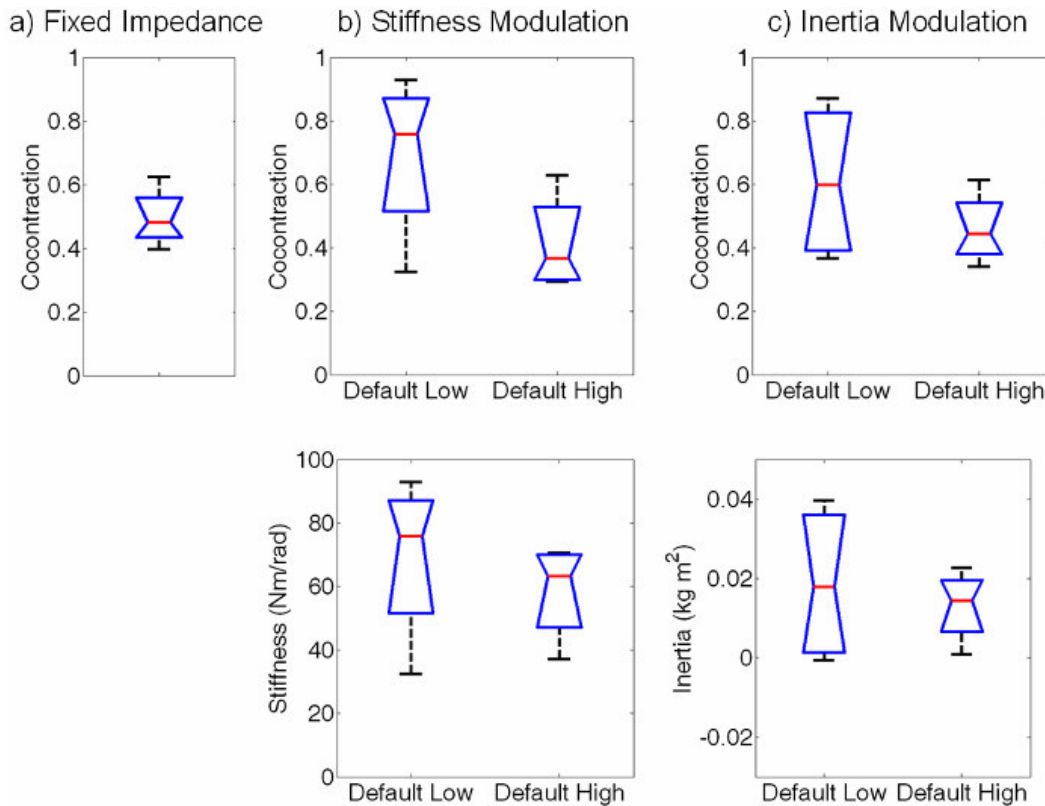 a) Fixed Impedance
b) Stiffness Modulation
c) Inertia Modulation
1
0.8
0.6
0.4
0.2
0
Cocontraction
1
0.8
0.6
0.4
0.2
0
Cocontraction
Default Low Default High
1
0.8
0.6
0.4
0.2
0
Cocontraction
Default Low Default High
100
80
60
40
20
0
Stiffness (Nm/rad)
Default Low Default High
0.04
0.02
0
-0.02
Inertia (kg m²)
Default Low Default High